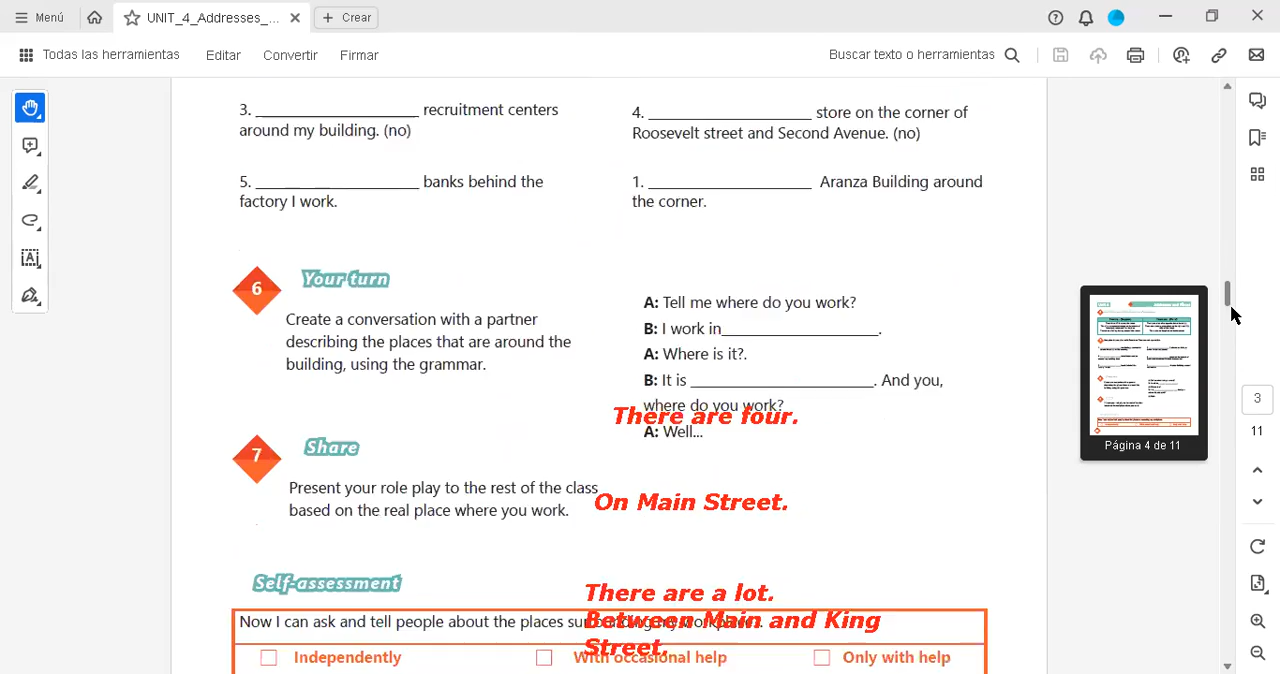 Menú
UNIT_4_Addresses_...
Crear
Todas las herramientas
Editar
Convertir
Firmar
Buscar texto o herramientas
3. __________________ recruitment centers
around my building. (no)
4. __________________ store on the corner of
Roosevelt street and Second Avenue. (no)
5. __________________ banks behind the
factory I work.
1. __________________ Aranza Building around
the corner.
6
Your turn
Create a conversation with a partner
describing the places that are around the
building, using the grammar.
A: Tell me where do you work?
B: I work in__________________.
A: Where is it?.
B: It is _____________________. And you,
where do you work?
There are four.
A: Well...
7
Share
Present your role play to the rest of the class
based on the real place where you work.
On Main Street.
Self-assessment
There are a lot.
Now I can ask and tell people about the places
Between Main and King
Street.
Independently
With occasional help
Only with help
Página 4 de 11
3
11